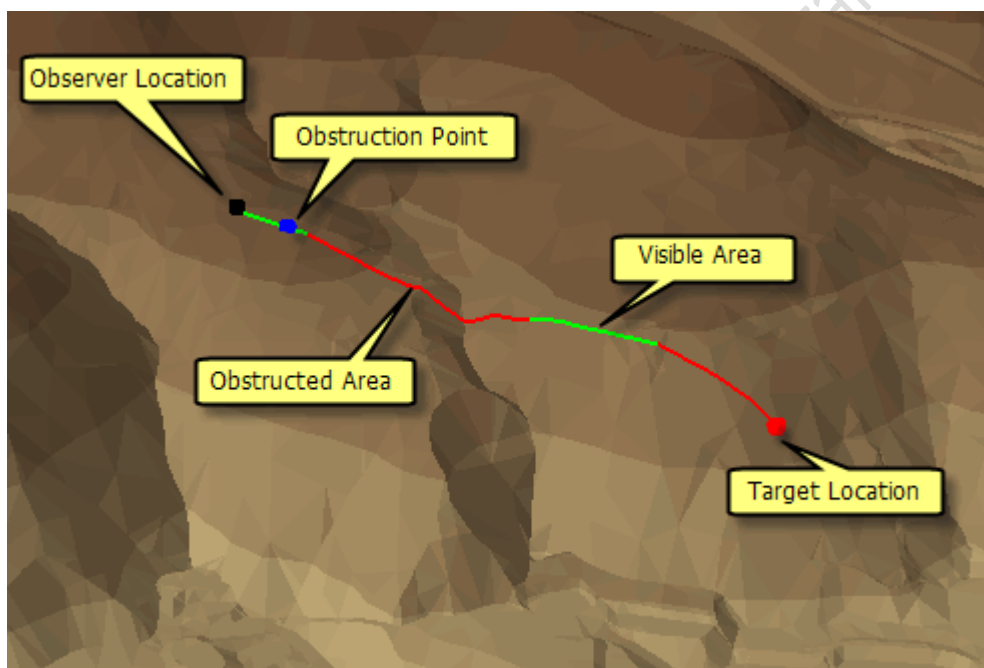 Observer Location
Obstruction Point
Visible Area
Obstructed Area
Target Location